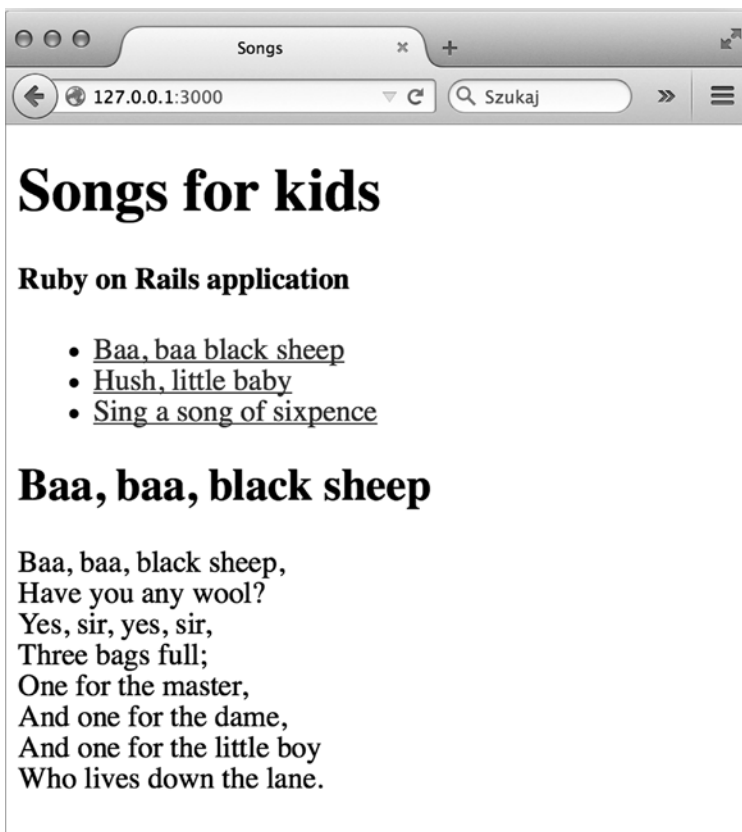 Songs
127.0.0.1:3000
Szukaj
Songs for kids
Ruby on Rails application
Baa, baa black sheep
Hush, little baby
Sing a song of sixpence
Baa, baa, black sheep
Baa, baa, black sheep,
Have you any wool?
Yes, sir, yes, sir,
Three bags full;
One for the master,
And one for the dame,
And one for the little boy
Who lives down the lane.